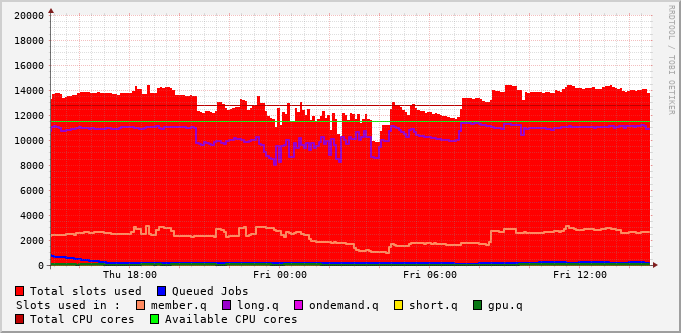 20000
18000
16000
14000
12000
10000
8000
6000
4000
2000
0
Thu 18:00 Fri 00:00 Fri 06:00 Fri 12:00
Total slots used Queued Jobs
Slots used in : member.q long.q ondemand.q short.q gpu.q
Total CPU cores Available CPU cores
RRDTOOL / TOBI OETIKER